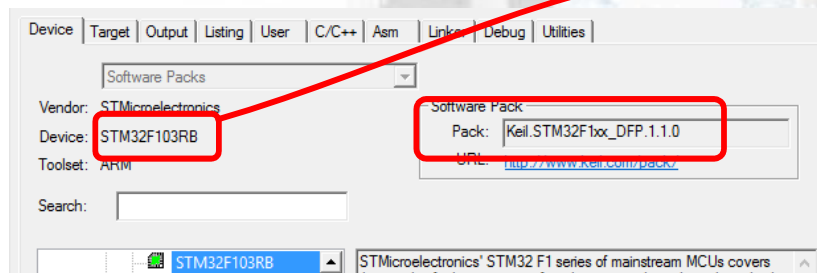 Device Target Output Listing User C/C++ Asm Linker Debug Utilities
Software Packs
Vendor: STMicroelectronics
Software Pack
Device: STM32F103RB
Pack: Keil.STM32F1xx_DFP.1.1.0
Toolset: ARM
URL: http://www.keil.com/pack/
Search:
STM32F103RB
STMicroelectronics' STM32 F1 series of mainstream MCUs covers